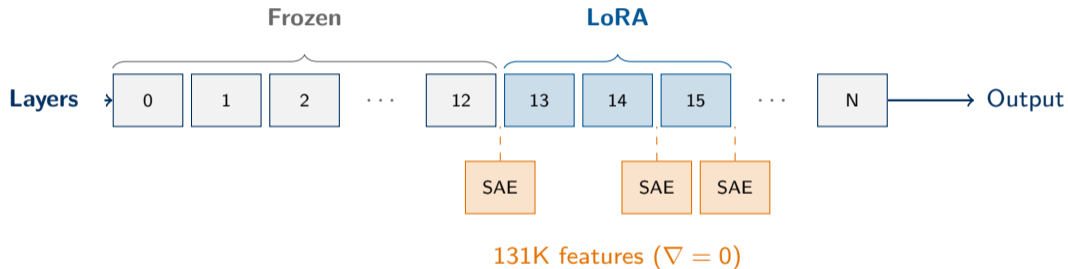 Frozen LoRA
Layers 0 1 2 ... 12 13 14 15 ... N Output
SAE SAE SAE
131K features (∇ = 0)